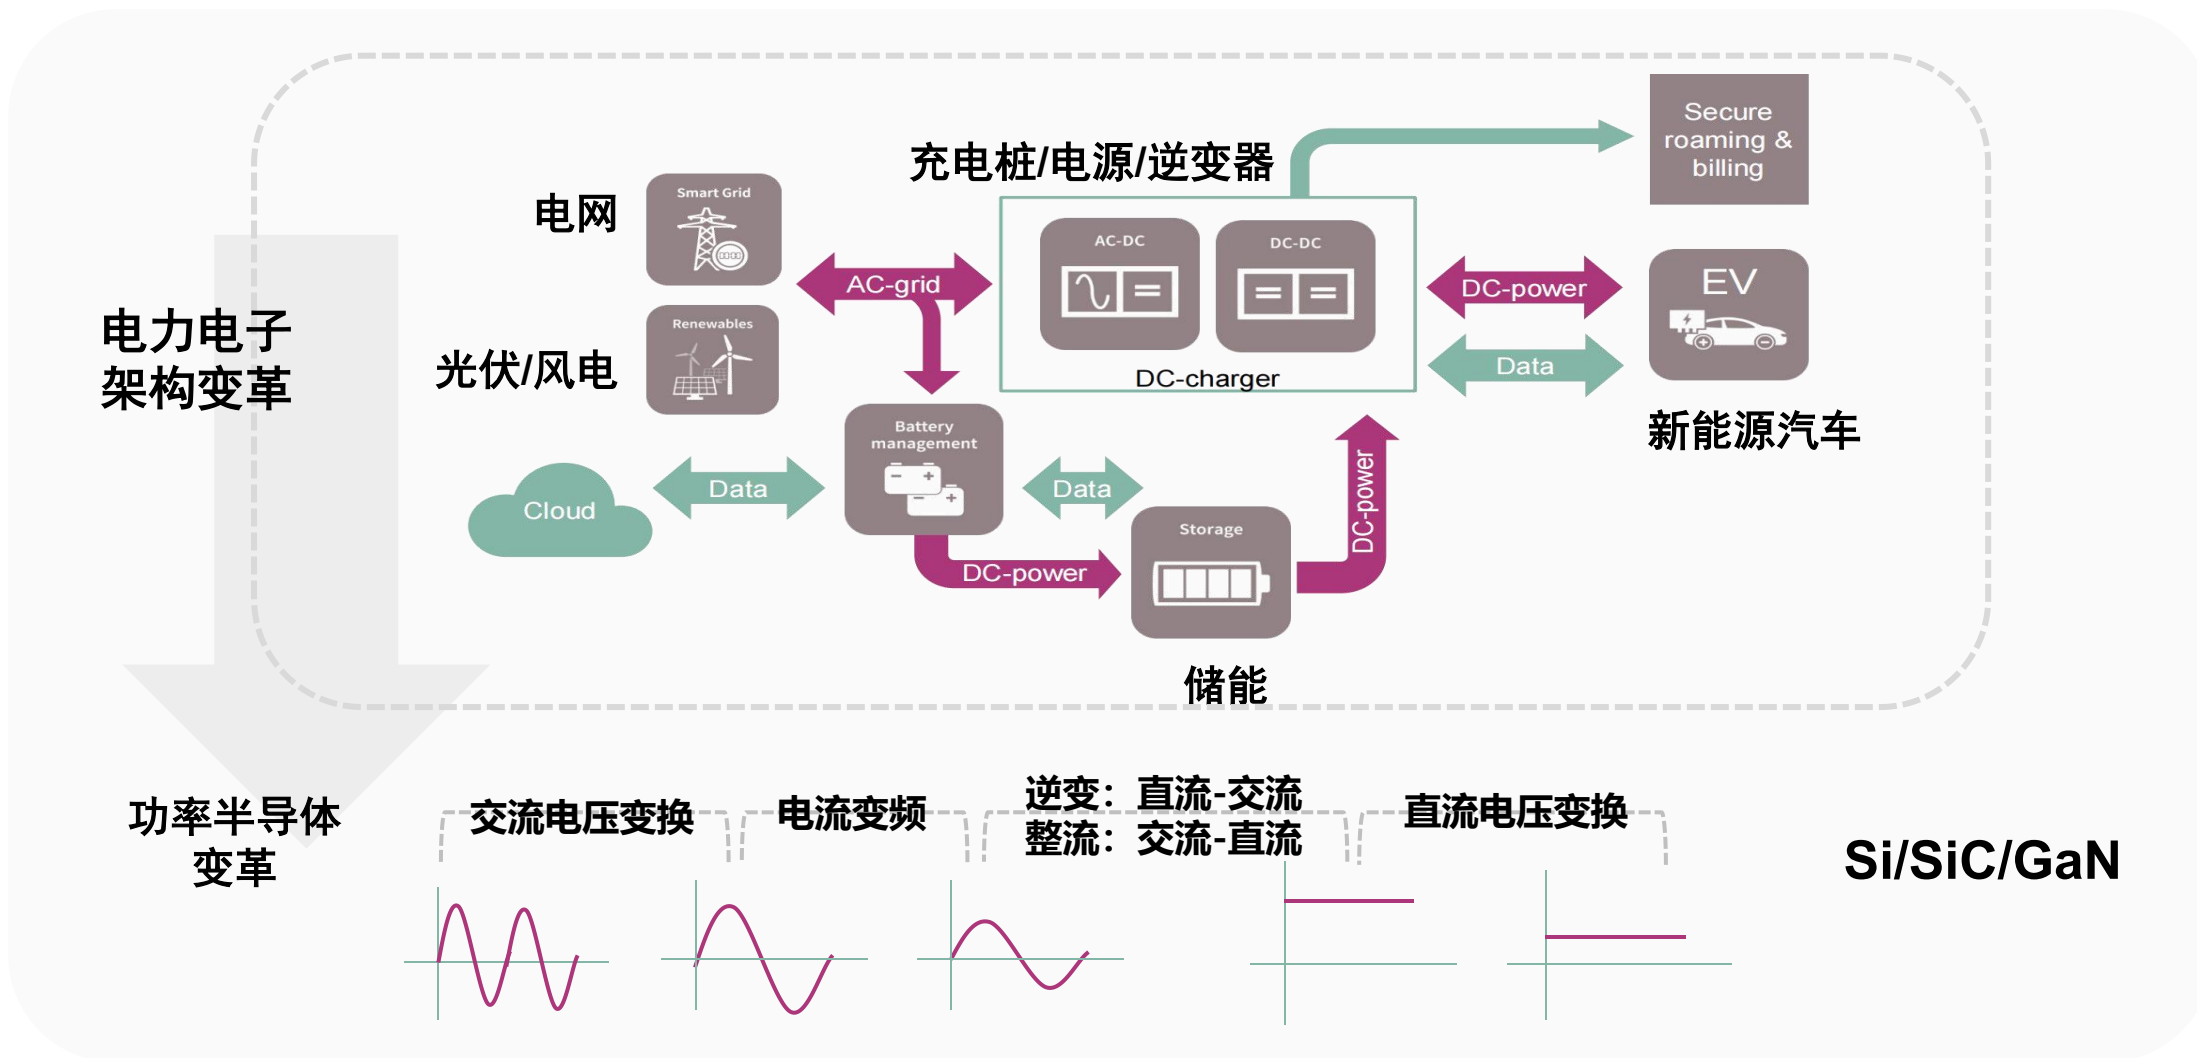 充电桩/电源/逆变器
Secure
roaming &
billing
电网
Smart Grid
AC-DC
DC-DC
AC-grid
DC-power
EV
Renewables
光伏/风电
Data
DC-charger
新能源汽车
电力电子
架构变革
Battery
management
Cloud
Data
Data
DC-power
Storage
DC-power
储能
功率半导体
变革
交流电压变换
电流变频
逆变：直流-交流
整流：交流-直流
直流电压变换
Si/SiC/GaN